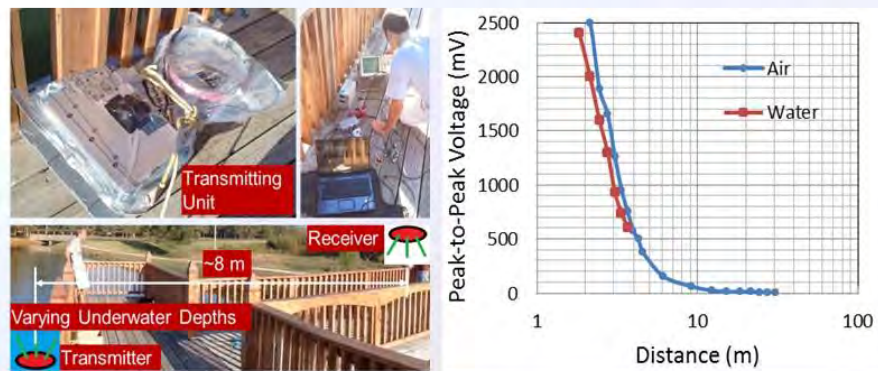 Transmitting
Unit
Receiver
~8 m
Varying Underwater Depths
Transmitter
Peak-to-Peak Voltage (mV)
2500
2000
1500
1000
500
0
Air
Water
1
10
100
Distance (m)